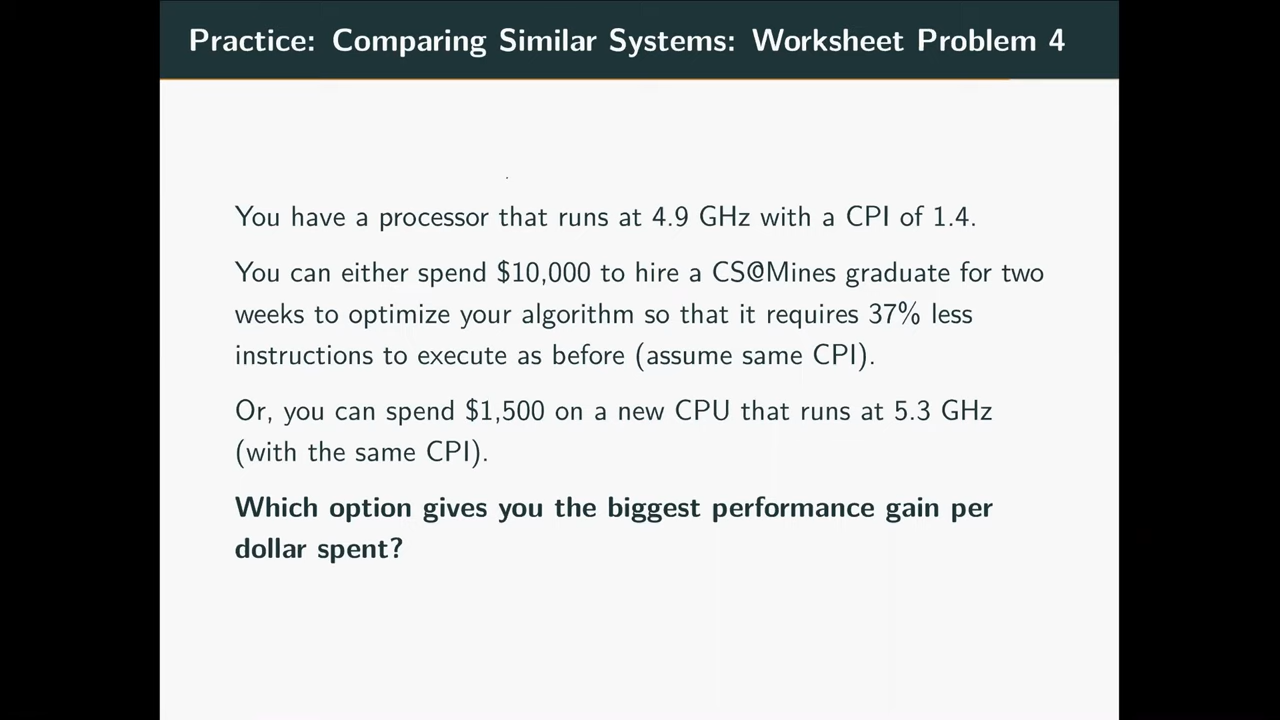 Practice: Comparing Similar Systems: Worksheet Problem 4
You have a processor that runs at 4.9 GHz with a CPI of 1.4.
You can either spend $10,000 to hire a CS@Mines graduate for two
weeks to optimize your algorithm so that it requires 37% less
instructions to execute as before (assume same CPI).
Or, you can spend $1,500 on a new CPU that runs at 5.3 GHz
(with the same CPI).
Which option gives you the biggest performance gain per
dollar spent?